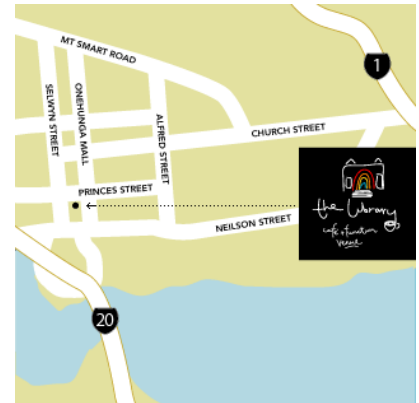 1
MT SMART ROAD
SELWYN STREET
ONEHUNGA MALL
ALFRED STREET
CHURCH STREET
PRINCES STREET
NEILSON STREET
the Library
café + function
venue
20